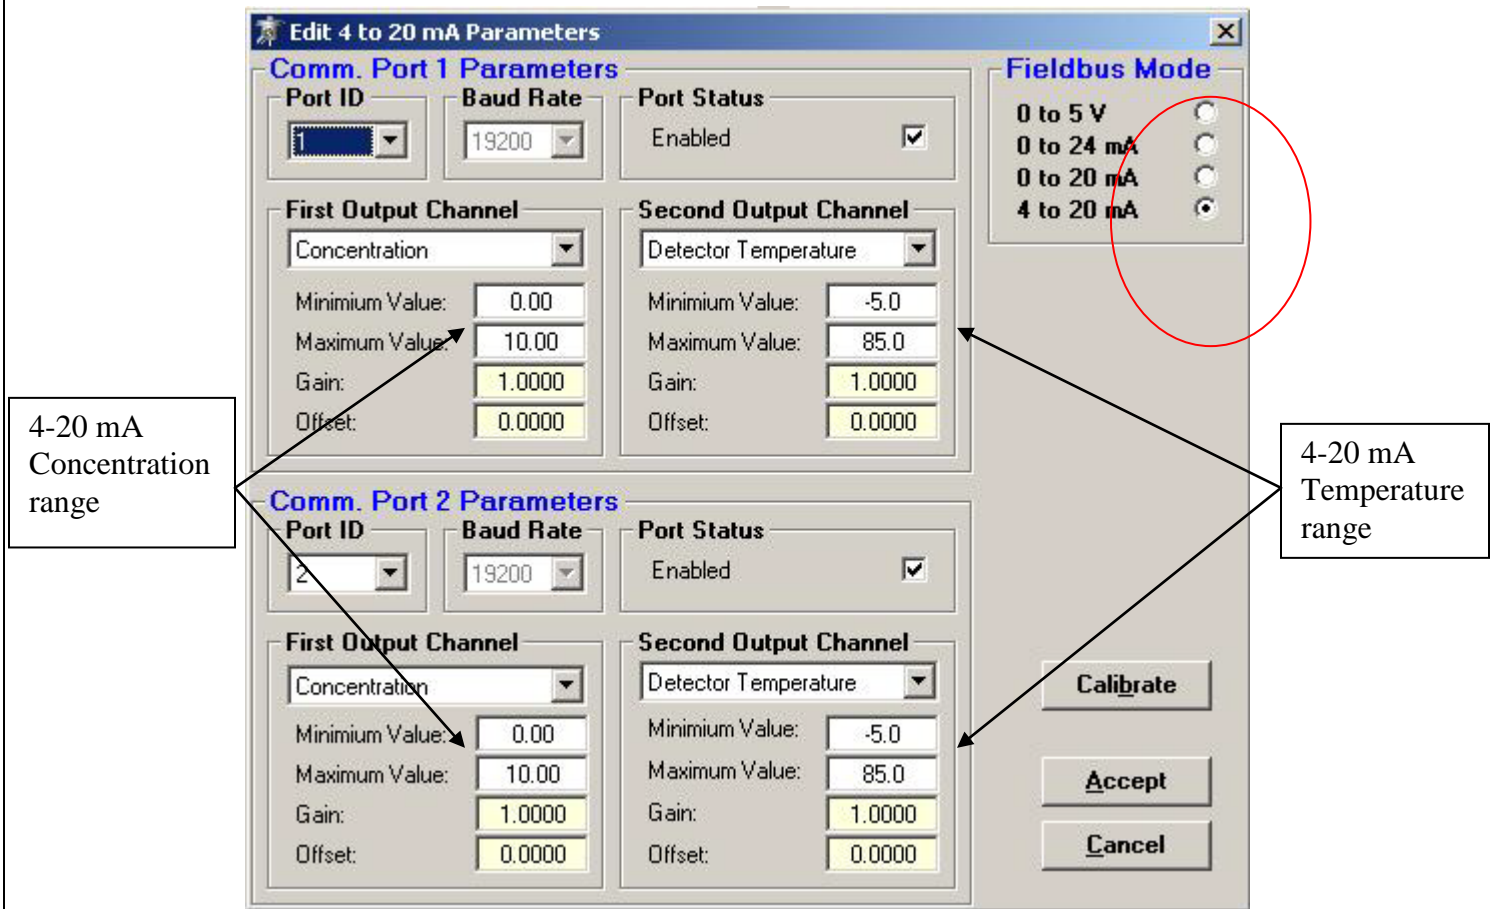 Edit 4 to 20 mA Parameters
Comm. Port 1 Parameters
Port ID
1
Baud Rate
19200
Port Status
Enabled
First Output Channel
Concentration
Minimium Value: 0.00
Maximum Value: 10.00
Gain: 1.0000
Offset: 0.0000
Second Output Channel
Detector Temperature
Minimium Value: -5.0
Maximum Value: 85.0
Gain: 1.0000
Offset: 0.0000
Fieldbus Mode
0 to 5 V
0 to 24 mA
0 to 20 mA
4 to 20 mA
4-20 mA
Concentration
range
4-20 mA
Temperature
range
Comm. Port 2 Parameters
Port ID
2
Baud Rate
19200
Port Status
Enabled
First Output Channel
Concentration
Minimium Value: 0.00
Maximum Value: 10.00
Gain: 1.0000
Offset: 0.0000
Second Output Channel
Detector Temperature
Minimium Value: -5.0
Maximum Value: 85.0
Gain: 1.0000
Offset: 0.0000
Calibrate
Accept
Cancel